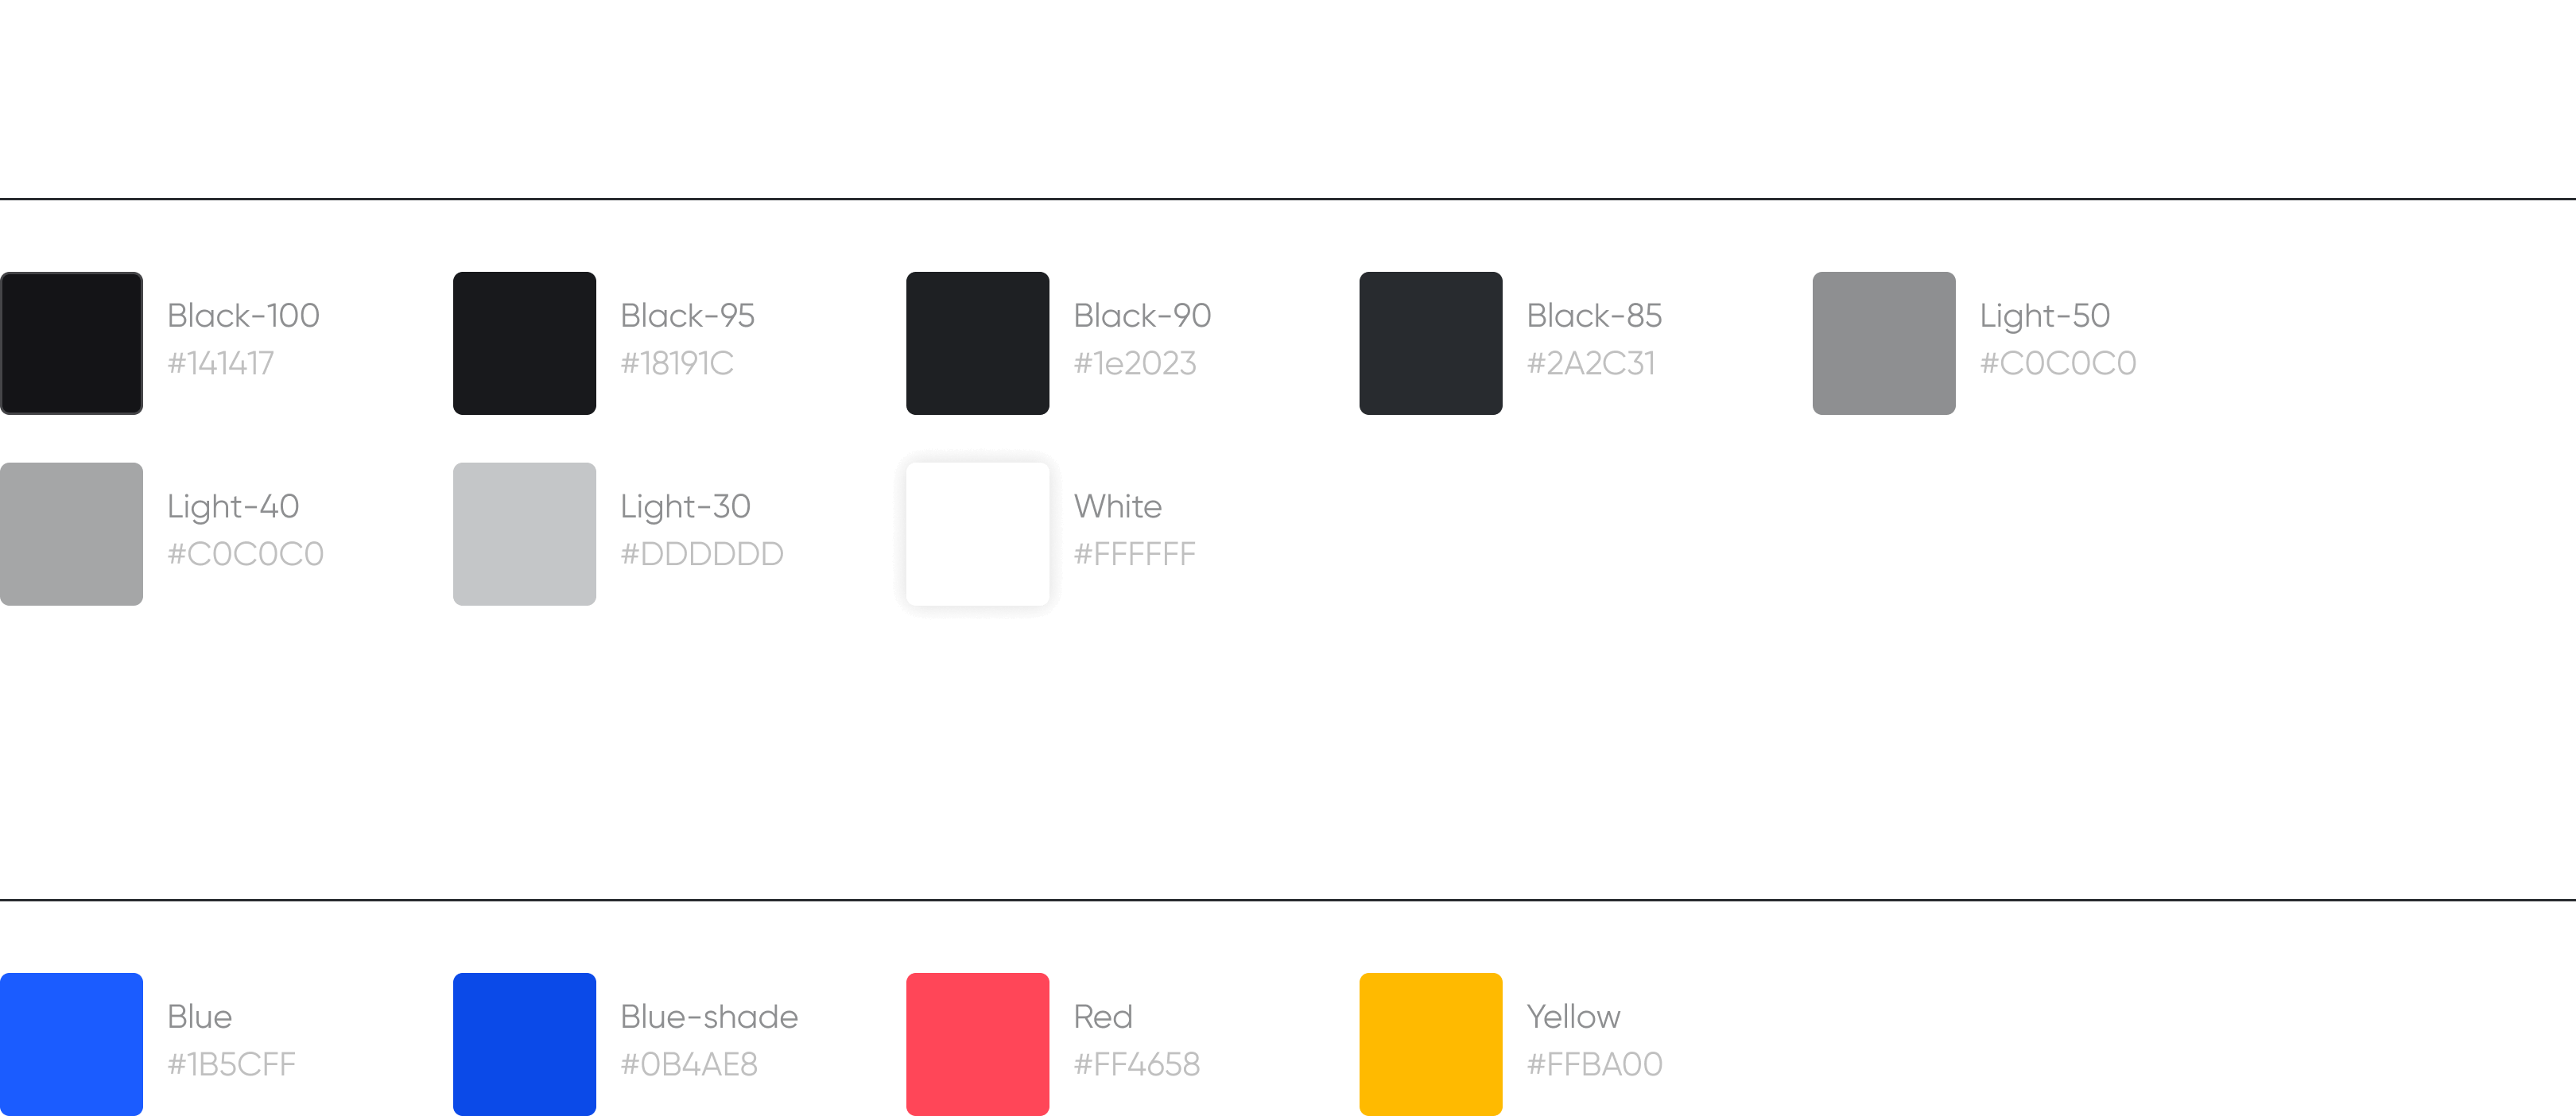 Black-100
#141417
Black-95
#18191C
Black-90
#1e2023
Black-85
#2A2C31
Light-50
#C0C0C0
Light-40
#C0C0C0
Light-30
#DDDDDD
White
#FFFFFF
Blue
#1B5CFF
Blue-shade
#0B4AE8
Red
#FF4658
Yellow
#FFBA00